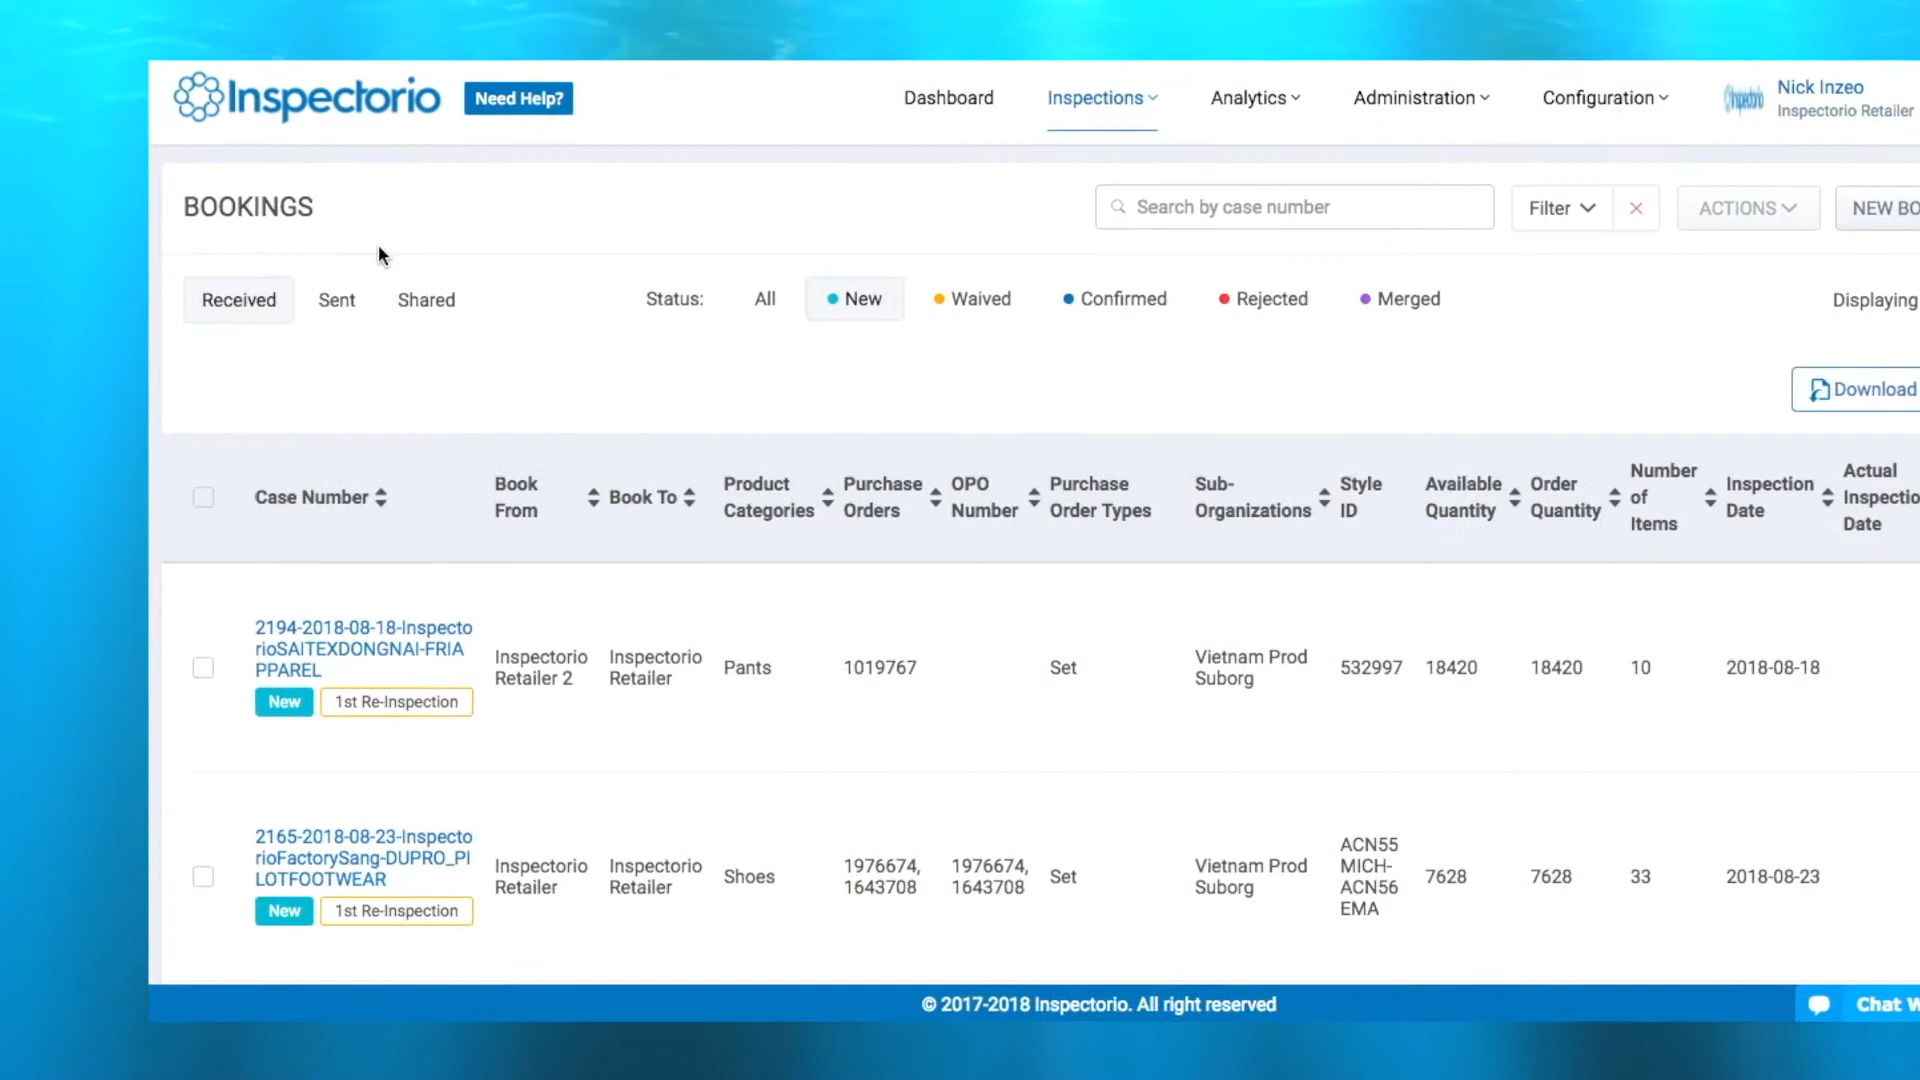 Inspectorio
Need Help?
Dashboard
Inspections
Analytics
Administration
Configuration
Inspectorio
Nick Inzeo
Inspectorio Retailer
BOOKINGS
Search by case number
Filter
ACTIONS
NEW BO
Received
Sent
Shared
Status:
All
New
Waived
Confirmed
Rejected
Merged
Displaying
Download
Case Number
Book
From
Book To
Product
Categories
Purchase
Orders
OPO
Number
Purchase
Order Types
Sub-
Organizations
Style
ID
Available
Quantity
Order
Quantity
Number
of
Items
Inspection
Date
Actual
Inspectio
Date
2194-2018-08-18-Inspecto
rioSAITEXDONGNAI-FRIA
PPAREL
New
1st Re-Inspection
Inspectorio
Retailer 2
Inspectorio
Retailer
Pants
1019767
Set
Vietnam Prod
Suborg
532997
18420
18420
10
2018-08-18
2165-2018-08-23-Inspecto
rioFactorySang-DUPRO_PI
LOTFOOTWEAR
New
1st Re-Inspection
Inspectorio
Retailer
Inspectorio
Retailer
Shoes
1976674,
1643708
1976674,
1643708
Set
Vietnam Prod
Suborg
ACN55
MICH-
ACN56
EMA
7628
7628
33
2018-08-23
© 2017-2018 Inspectorio. All right reserved
Chat W